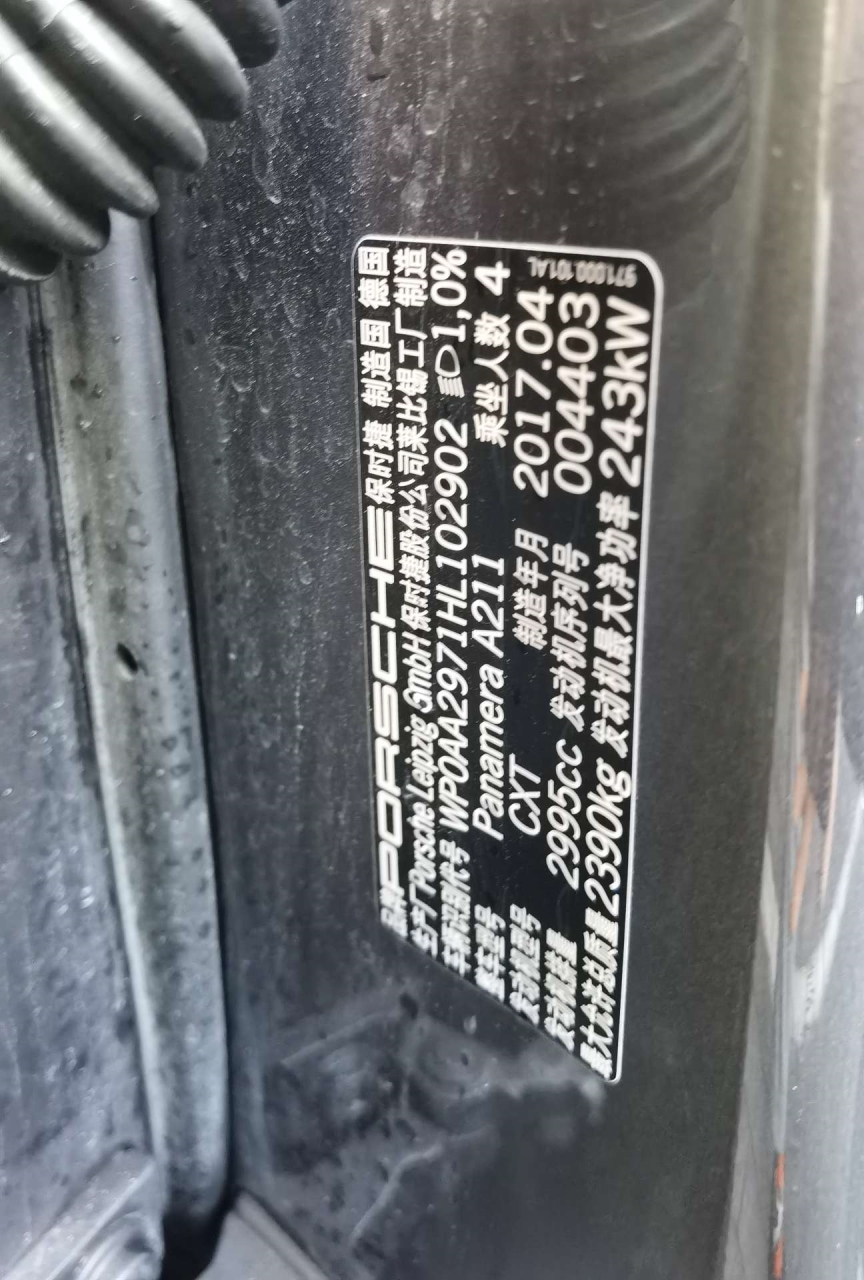 品牌 PORSCHE 保时捷 制造国 德国
生产厂 Porsche Leipzig GmbH 保时捷股份公司莱比锡工厂制造
车辆识别代号 WP0AA2971HL102902 1,0%
整车型号 Panamera A211 乘坐人数 4
发动机型号 CXT 制造年月 2017.04
发动机排量 2995cc 发动机序列号 004403
最大允许总质量 2390kg 发动机最大净功率 243kW
971.000.101.AL